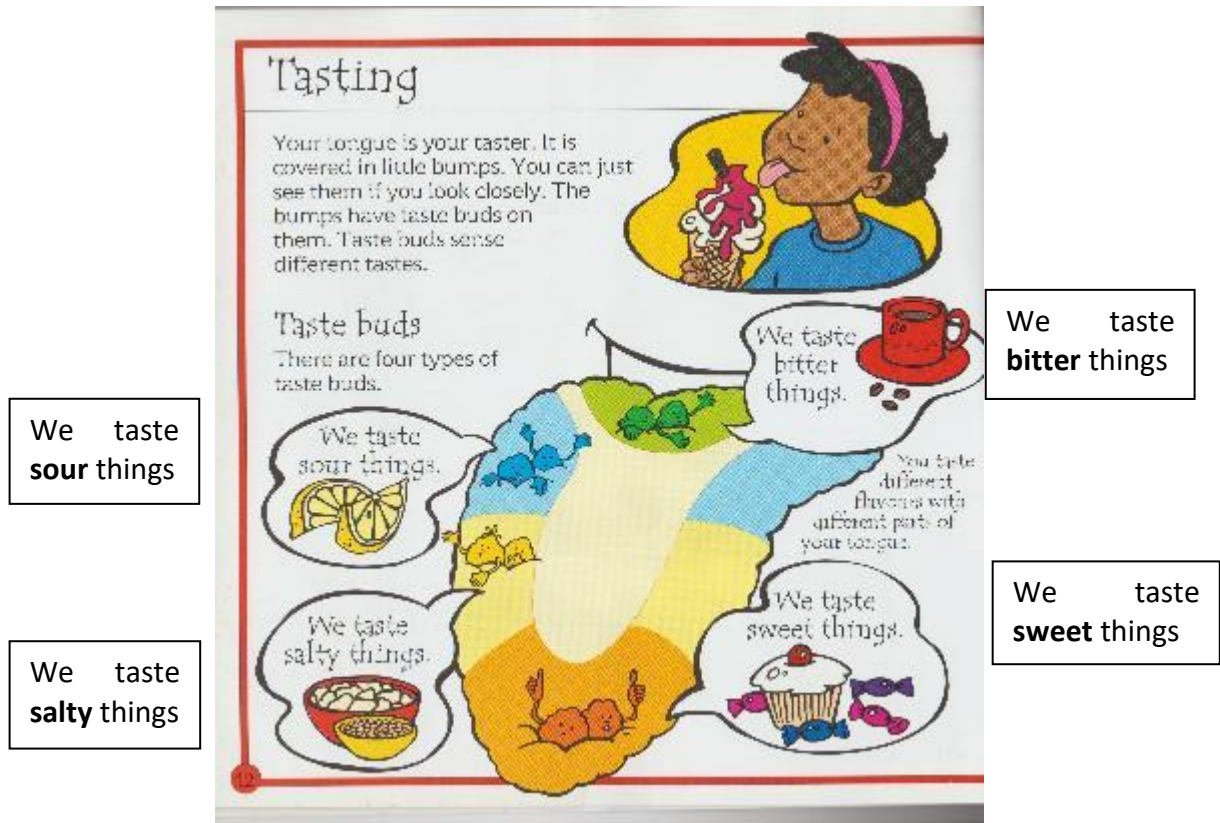 Tasting
Your tongue is your taster. It is
covered in little bumps. You can just
see them if you look closely. The
bumps have taste buds on
them. Taste buds sense
different tastes.
Taste buds
There are four types of
taste buds.
We taste
bitter
things.
We taste
bitter things
We taste
sour things
We taste
sour things.
You taste
different
flavours with
different parts of
your tongue.
We taste
salty things
We taste
salty things.
We taste
sweet things.
We taste
sweet things
12